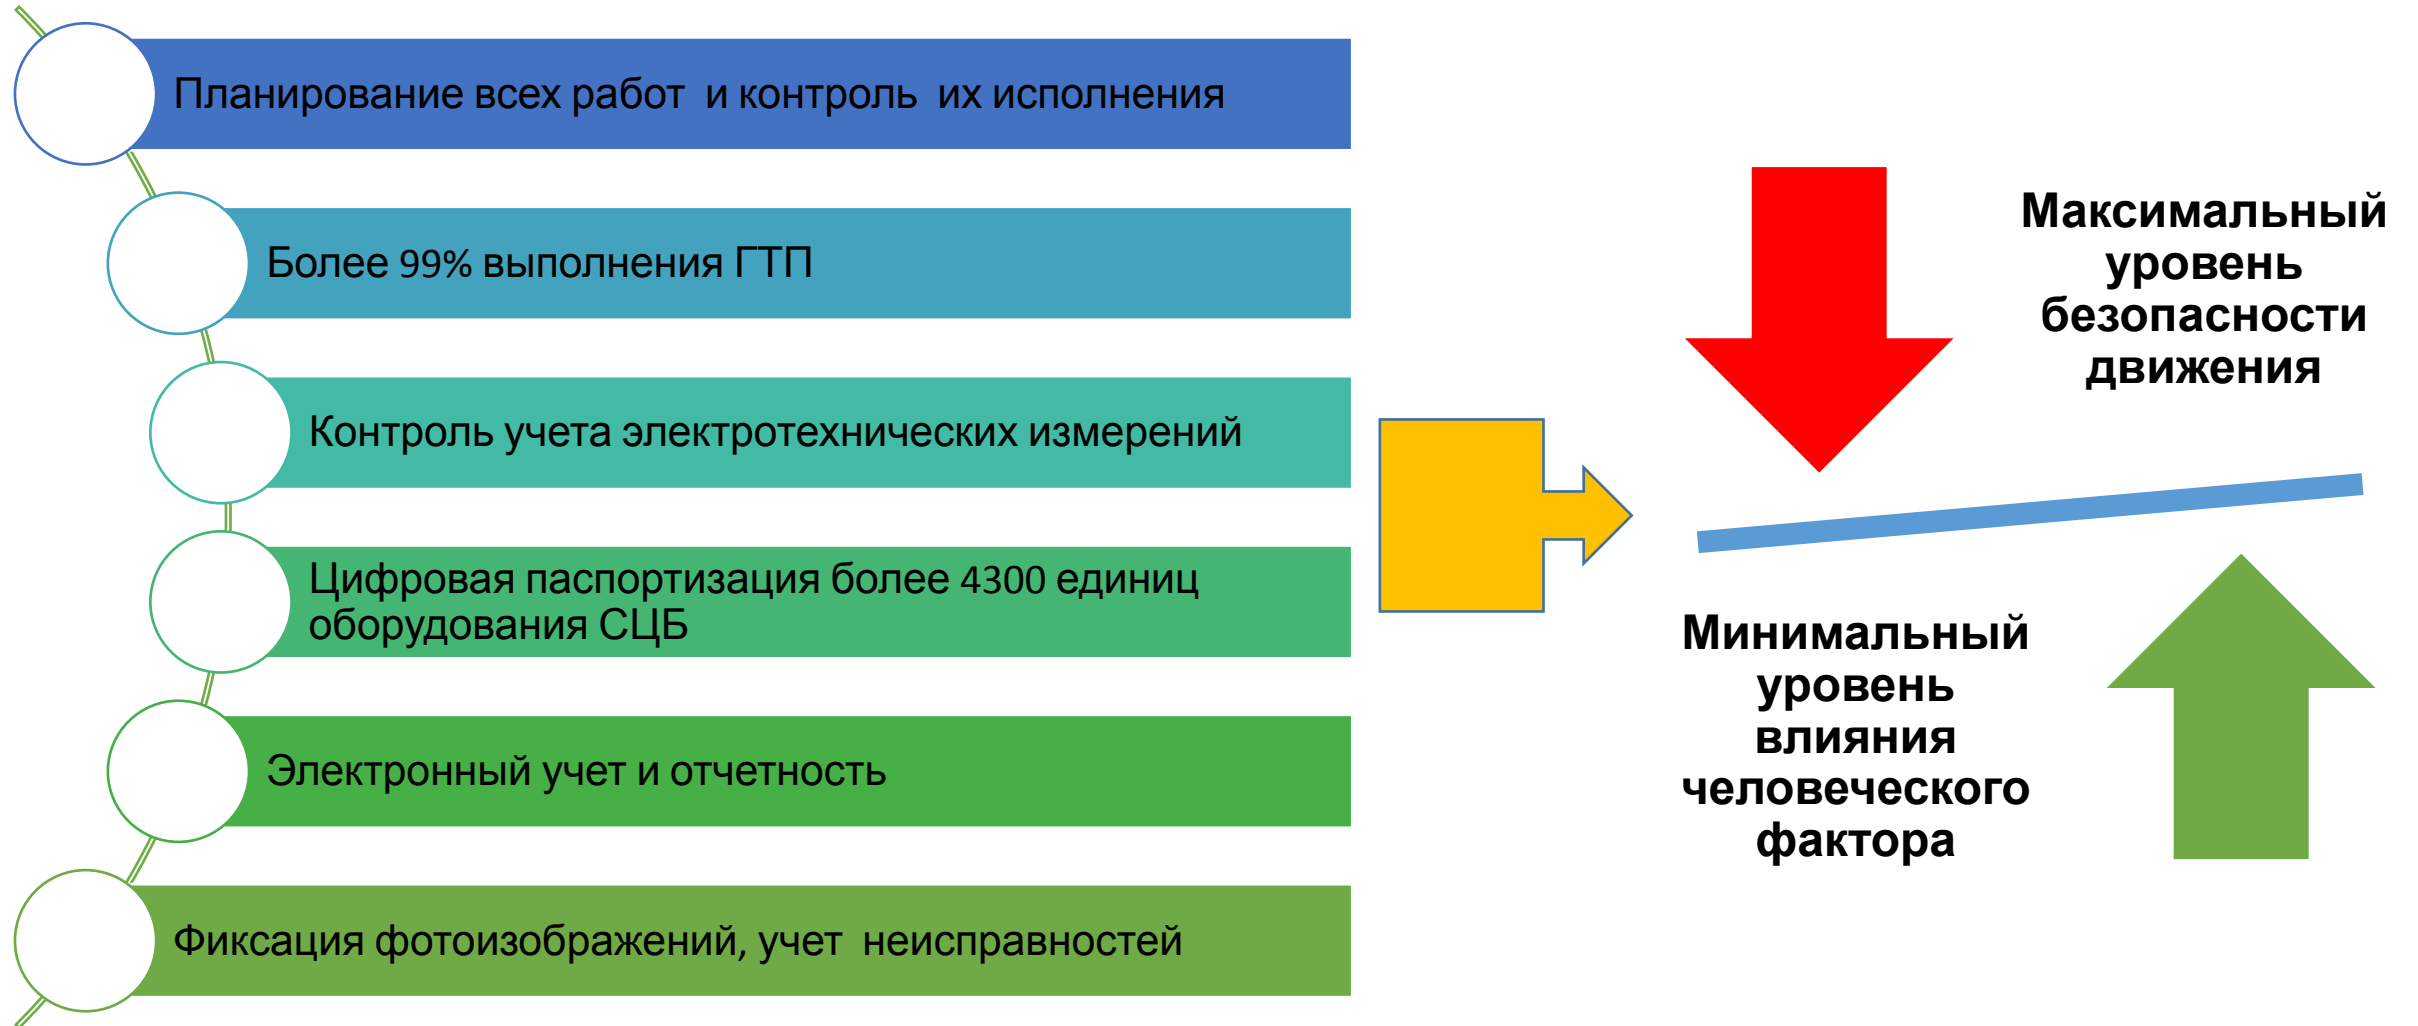 Планирование всех работ и контроль их исполнения
Более 99% выполнения ГТП
Контроль учета электротехнических измерений
Цифровая паспортизация более 4300 единиц
оборудования СЦБ
Электронный учет и отчетность
Фиксация фотоизображений, учет неисправностей
Максимальный
уровень
безопасности
движения
Минимальный
уровень
влияния
человеческого
фактора